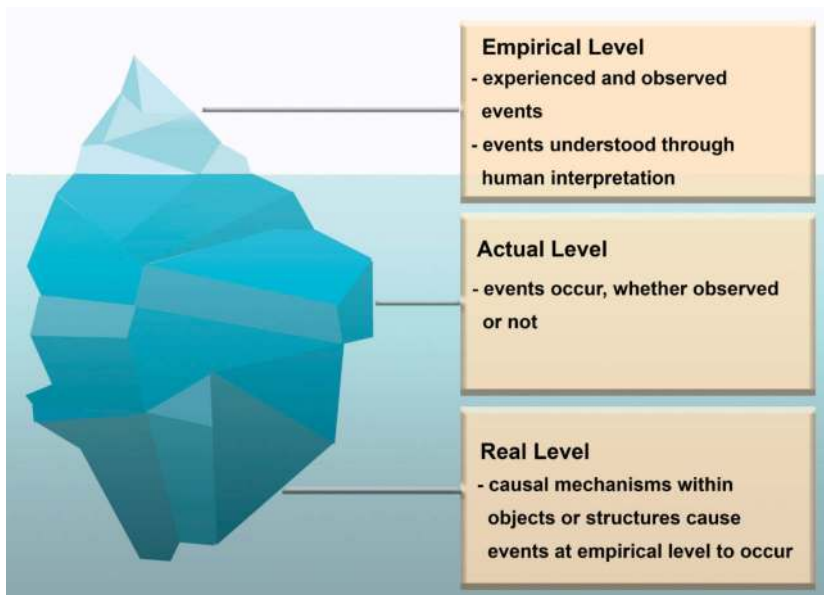 Empirical Level
- experienced and observed
events
- events understood through
human interpretation
Actual Level
- events occur, whether observed
or not
Real Level
- causal mechanisms within
objects or structures cause
events at empirical level to occur